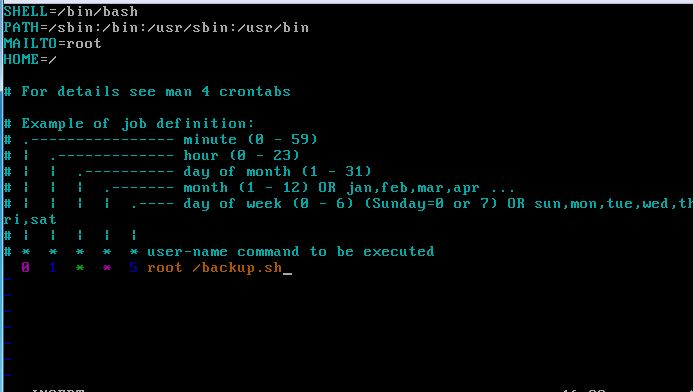 SHELL=/bin/bash
PATH=/sbin:/bin:/usr/sbin:/usr/bin
MAILTO=root
HOME=/
# For details see man 4 crontabs
# Example of job definition:
# .---------------- minute (0 - 59)
# | .------------- hour (0 - 23)
# | | .---------- day of month (1 - 31)
# | | | .------- month (1 - 12) OR jan,feb,mar,apr ...
# | | | | .---- day of week (0 - 6) (Sunday=0 or 7) OR sun,mon,tue,wed,th
ri,sat
# | | | | |
# * * * * * user-name command to be executed
0 1 * * 5 root /backup.sh
~
~
~
~
~
~
~